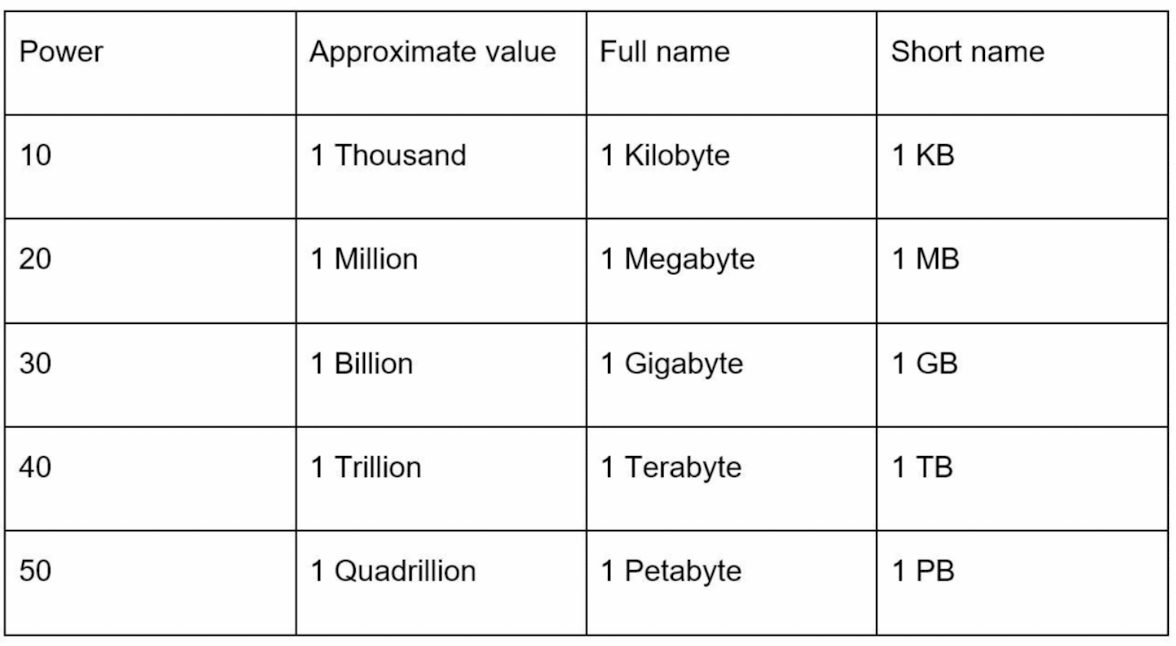 Power Approximate value Full name Short name
10 1 Thousand 1 Kilobyte 1 KB
20 1 Million 1 Megabyte 1 MB
30 1 Billion 1 Gigabyte 1 GB
40 1 Trillion 1 Terabyte 1 TB
50 1 Quadrillion 1 Petabyte 1 PB